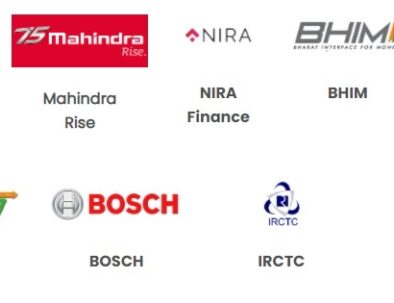 75 Mahindra
Rise.
NIRA
BHIM
BHARAT INTERFACE FOR MONEY
Mahindra
Rise
NIRA
Finance
BHIM
BOSCH
IRCTC
BOSCH
IRCTC